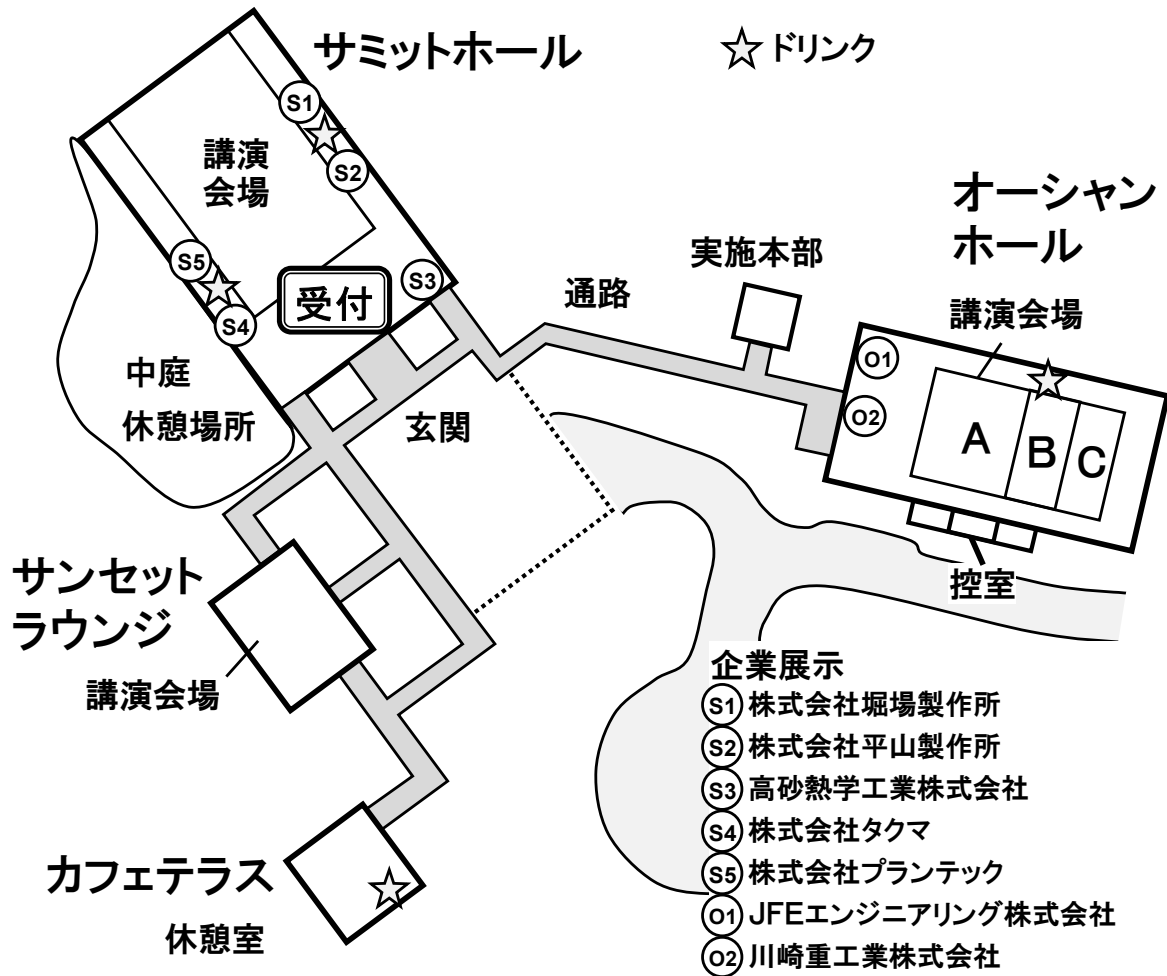 サミットホール
☆ドリンク
S1
講演
会場
S2
S5
S4
受付
S3
中庭
休憩場所
玄関
通路
実施本部
オーシャン
ホール
講演会場
O1
O2
A
B
C
控室
サンセット
ラウンジ
講演会場
カフェテラス
休憩室
企業展示
S1 株式会社堀場製作所
S2 株式会社平山製作所
S3 高砂熱学工業株式会社
S4 株式会社タクマ
S5 株式会社プランテック
O1 JFEエンジニアリング株式会社
O2 川崎重工業株式会社